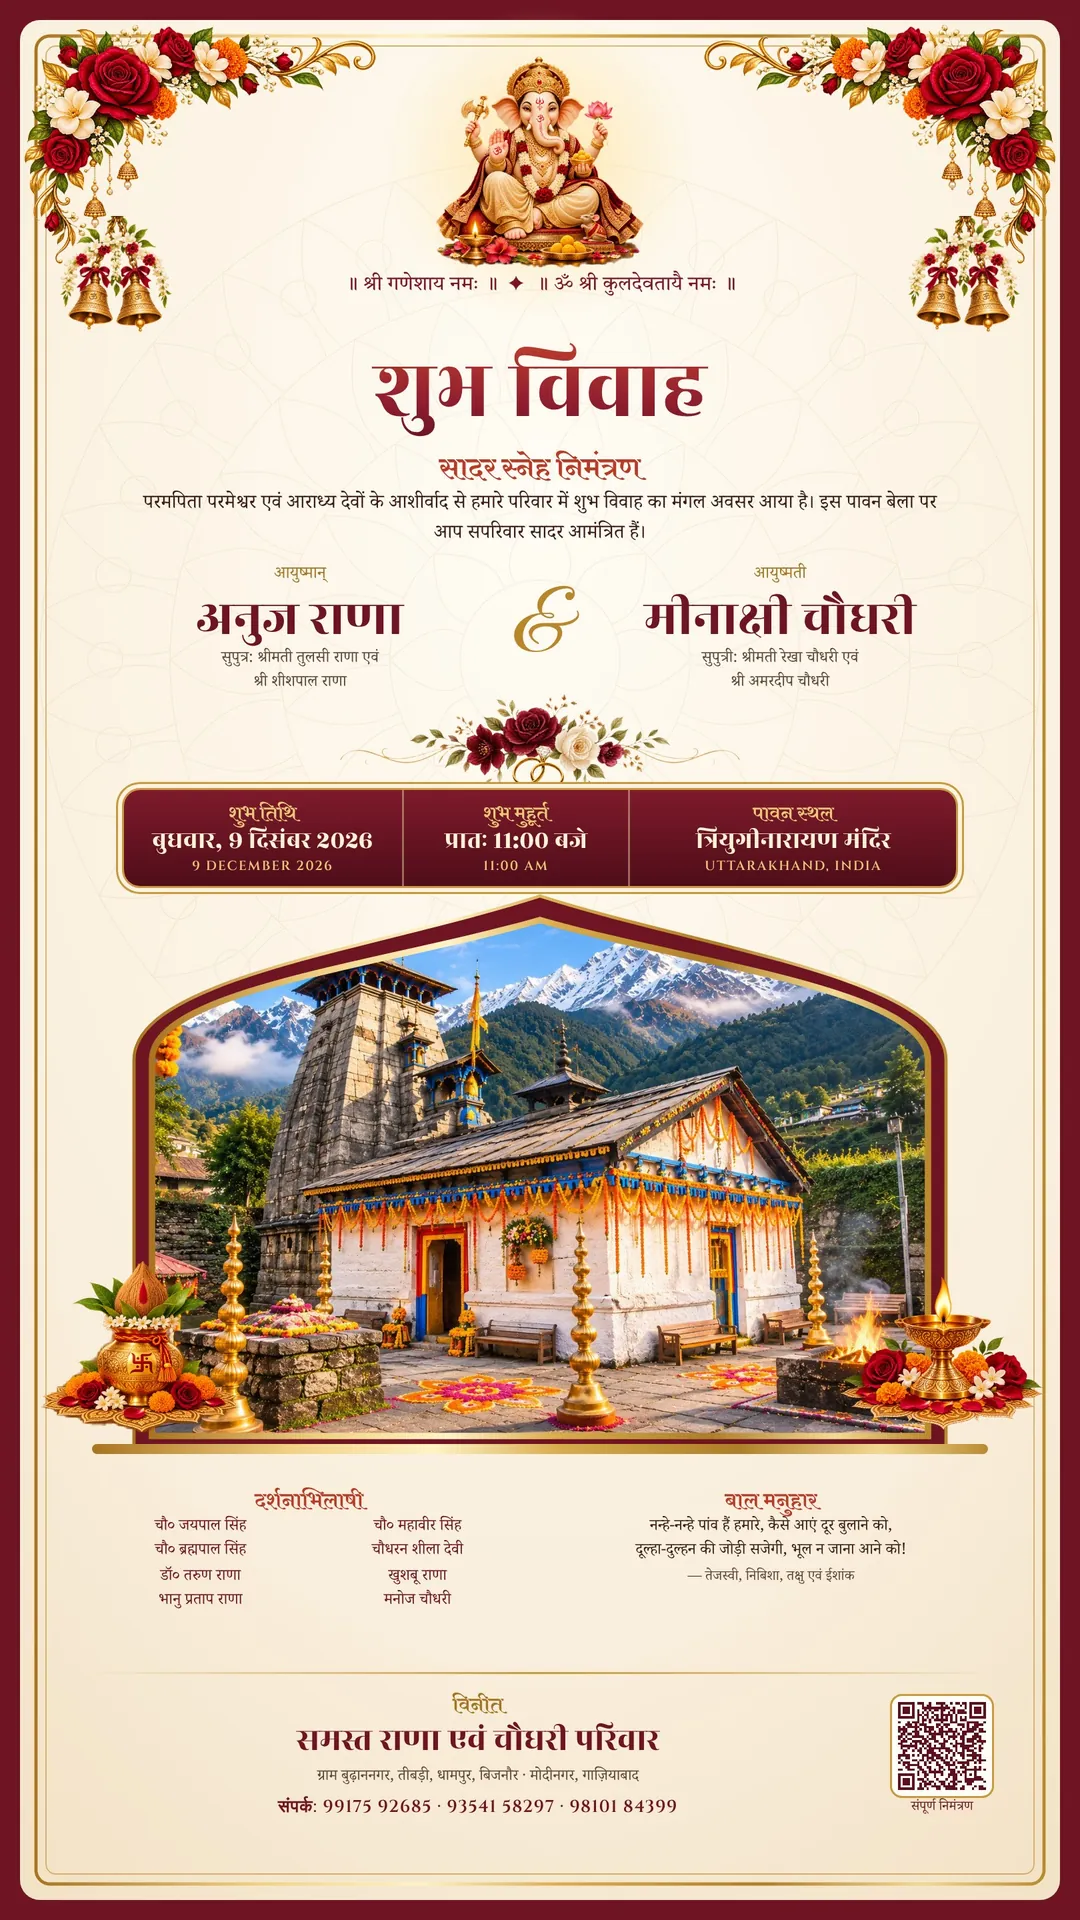 ॥ श्री गणेशाय नमः ॥ ✦ ॥ ॐ श्री कुलदेवतायै नमः ॥
शुभ विवाह
सादर स्नेह निमंत्रण
परमपिता परमेश्वर एवं आराध्य देवों के आशीर्वाद से हमारे परिवार में शुभ विवाह का मंगल अवसर आया है। इस पावन बेला पर
आप सपरिवार सादर आमंत्रित हैं।
आयुष्मान्
अनुज राणा
सुपुत्र: श्रीमती तुलसी राणा एवं
श्री शीशपाल राणा
&
आयुष्मती
मीनाक्षी चौधरी
सुपुत्री: श्रीमती रेखा चौधरी एवं
श्री अमरदीप चौधरी
शुभ तिथि
बुधवार, 9 दिसंबर 2026
9 DECEMBER 2026
शुभ मुहूर्त
प्रातः 11:00 बजे
11:00 AM
पावन स्थल
त्रियुगीनारायण मंदिर
UTTARAKHAND, INDIA
दर्शनाभिलाषी
चौ० जयपाल सिंह
चौ० ब्रह्मपाल सिंह
डॉ० तरुण राणा
भानु प्रताप राणा
चौ० महावीर सिंह
चौधरन शीला देवी
खुशबू राणा
मनोज चौधरी
बाल मनुहार
नन्हे-नन्हे पांव हैं हमारे, कैसे आएं दूर बुलाने को,
दूल्हा-दुल्हन की जोड़ी सजेगी, भूल न जाना आने को!
— तेजस्वी, निबिशा, तक्षु एवं ईशांक
विनीत
समस्त राणा एवं चौधरी परिवार
ग्राम बुढ़ाननगर, तीबड़ी, धामपुर, बिजनौर · मोदीनगर, गाज़ियाबाद
संपर्क: 99175 92685 · 93541 58297 · 98101 84399
संपूर्ण निमंत्रण